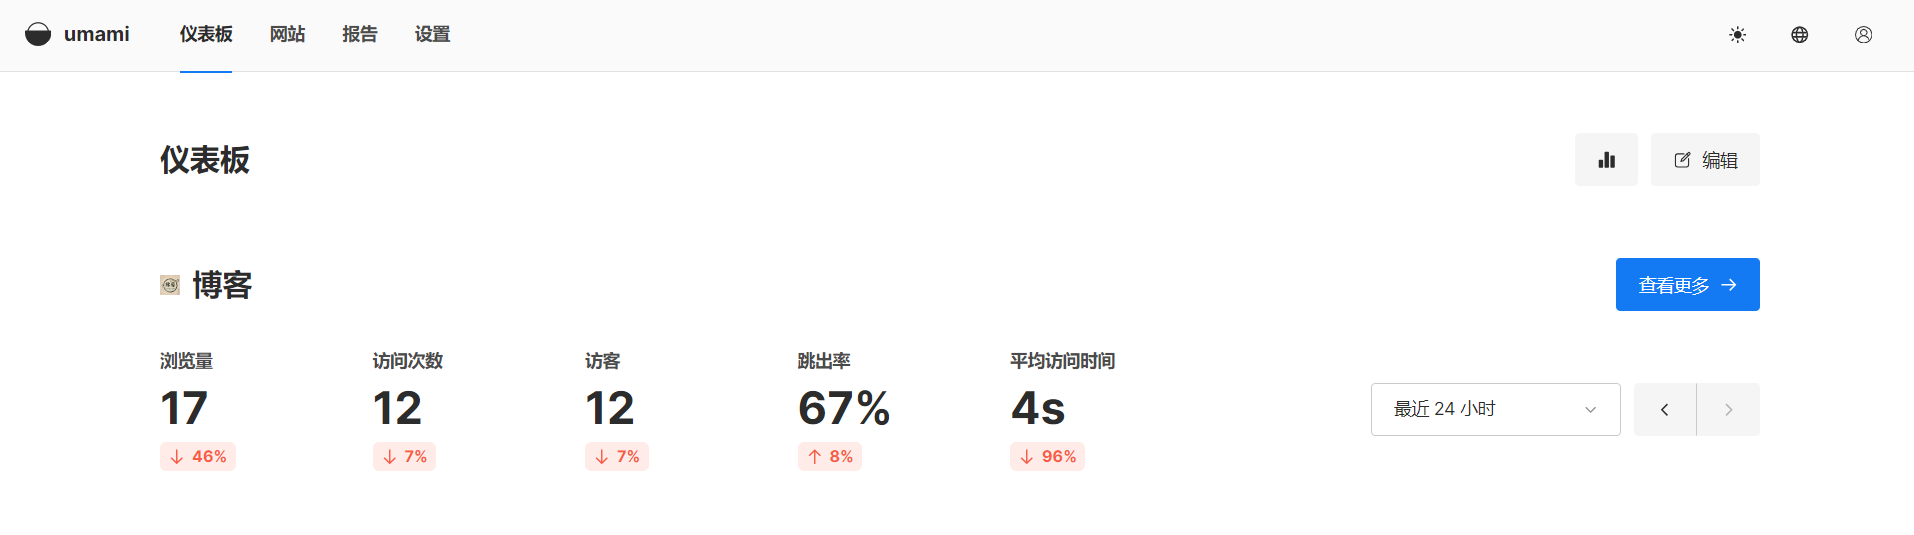 umami 仪表板 网站 报告 设置
仪表板
编辑
博客
查看更多
浏览量 访问次数 访客 跳出率 平均访问时间
17 12 12 67% 4s
46% 7% 7% 8% 96%
最近 24 小时